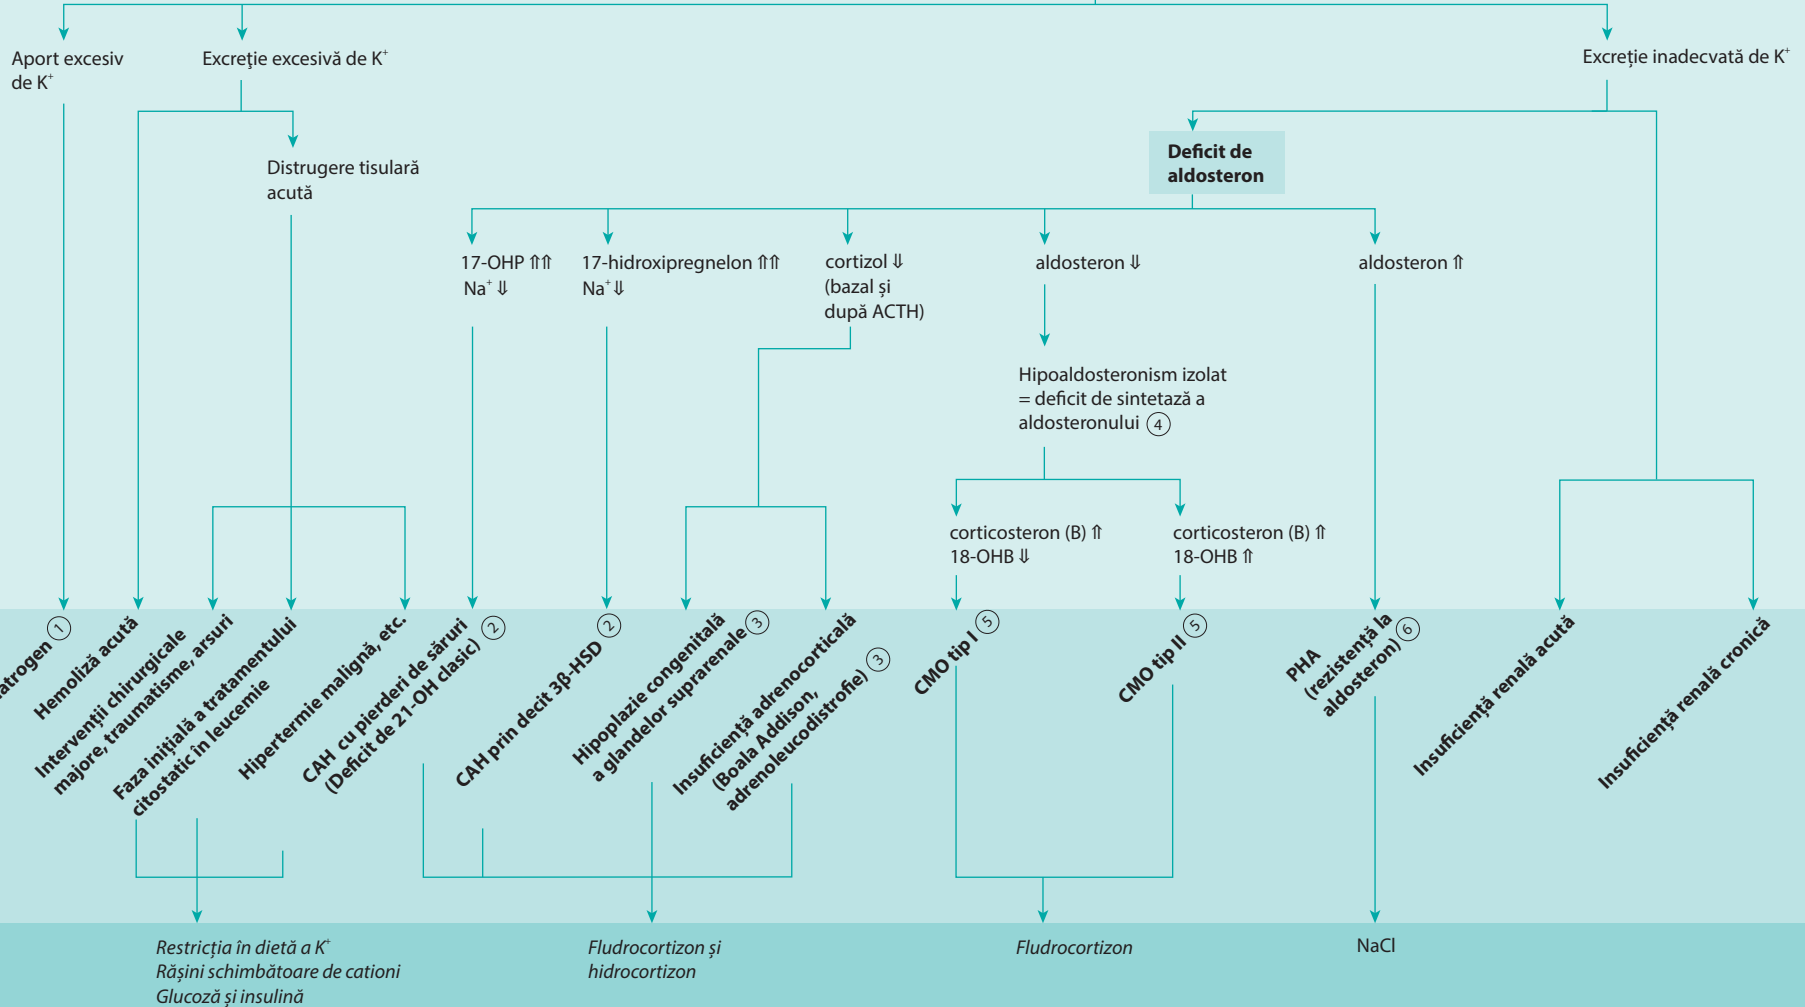 Aport excesiv
de K⁺
Excreţie excesivă de K⁺
Excreție inadecvată de K⁺
Distrugere tisulară
acută
Deficit de
aldosteron
17-OHP ⇑⇑
Na⁺ ⇓
17-hidroxipregnelon ⇑⇑
Na⁺ ⇓
cortizol ⇓
(bazal și
după ACTH)
aldosteron ⇓
aldosteron ⇑
Hipoaldosteronism izolat
= deficit de sintetază a
aldosteronului ④
corticosteron (B) ⇑
18-OHB ⇓
corticosteron (B) ⇑
18-OHB ⇑
atrogen ①
Hemoliză acută
Intervenții chirurgicale
majore, traumatisme, arsuri
Faza inițială a tratamentului
citostatic în leucemie
Hipertermie malignă, etc.
CAH cu pierderi de săruri
(Deficit de 21-OH clasic) ②
CAH prin decit 3β-HSD ②
Hipoplazie congenitală
a glandelor suprarenale ③
Insuficiență adrenocorticală
(Boala Addison,
adrenoleucodistrofie) ③
CMO tip I ⑤
CMO tip II ⑤
PHA
(rezistență la
aldosteron) ⑥
Insuficiență renală acută
Insuficiență renală cronică
Restricția în dietă a K⁺
Rășini schimbătoare de cationi
Glucoză și insulină
Fludrocortizon și
hidrocortizon
Fludrocortizon
NaCl